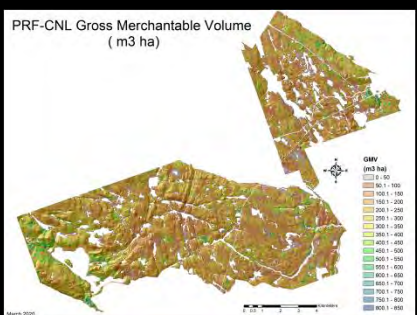 PRF-CNL Gross Merchantable Volume
( m3 ha)
GMV
(m3 ha)
0 - 50
50.1 - 100
100.1 - 150
150.1 - 200
200.1 - 250
250.1 - 300
300.1 - 350
350.1 - 400
400.1 - 450
450.1 - 500
500.1 - 550
550.1 - 600
600.1 - 650
650.1 - 700
700.1 - 750
750.1 - 800
800.1 - 850